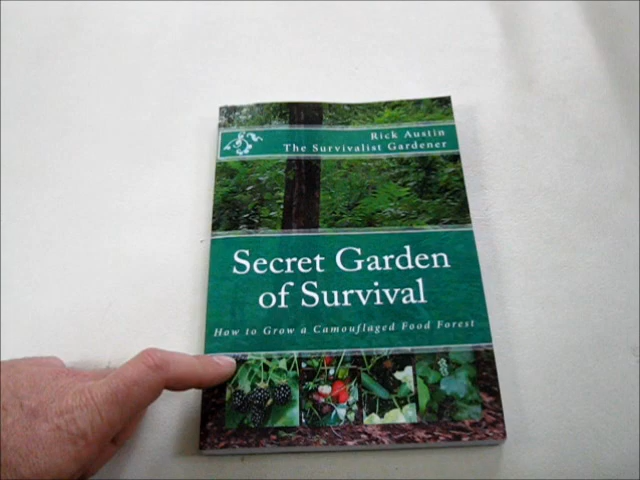 Rick Austin
The Survivalist Gardener
Secret Garden
of Survival
How to Grow a Camouflaged Food Forest